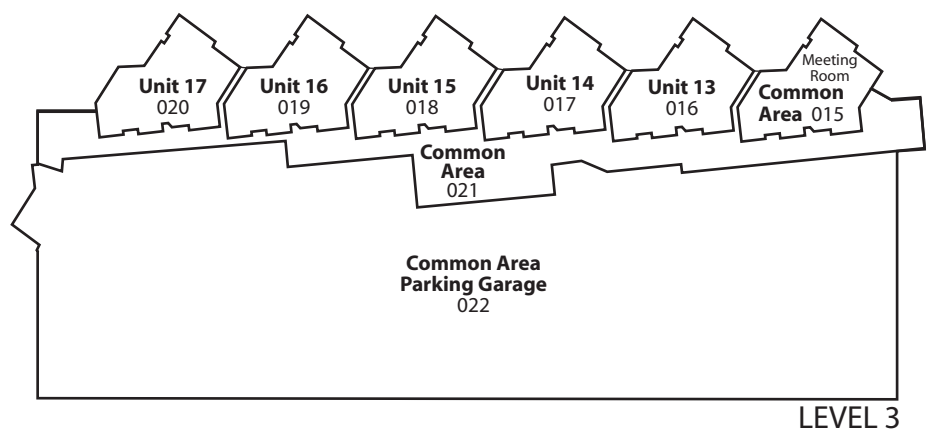 Unit 17
020
Unit 16
019
Unit 15
018
Unit 14
017
Unit 13
016
Meeting
Room
Common
Area 015
Common
Area
021
Common Area
Parking Garage
022
LEVEL 3